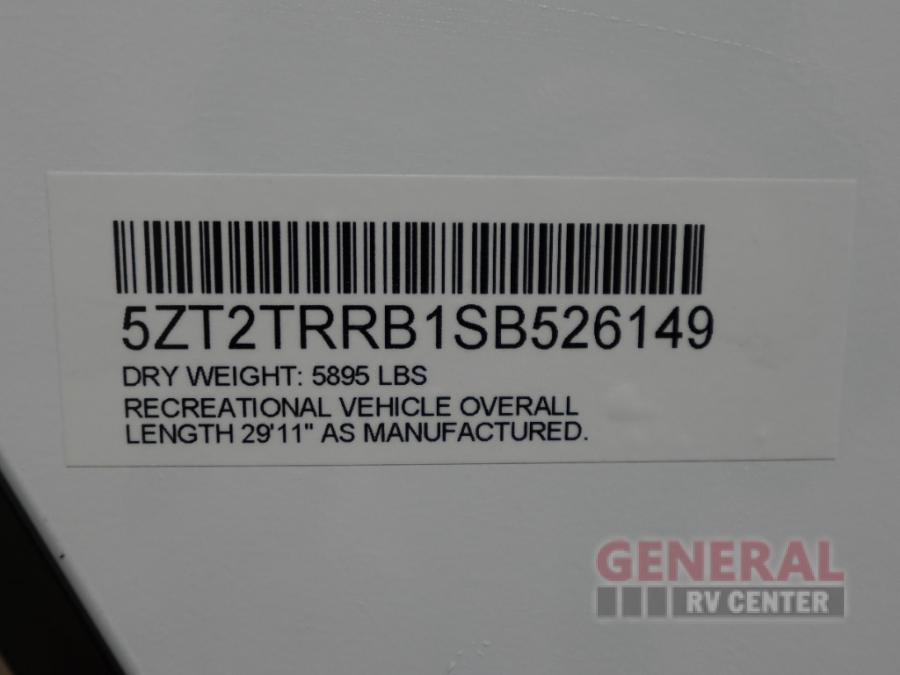 5ZT2TRRB1SB526149
DRY WEIGHT: 5895 LBS
RECREATIONAL VEHICLE OVERALL
LENGTH 29'11" AS MANUFACTURED.
GENERAL
RV CENTER